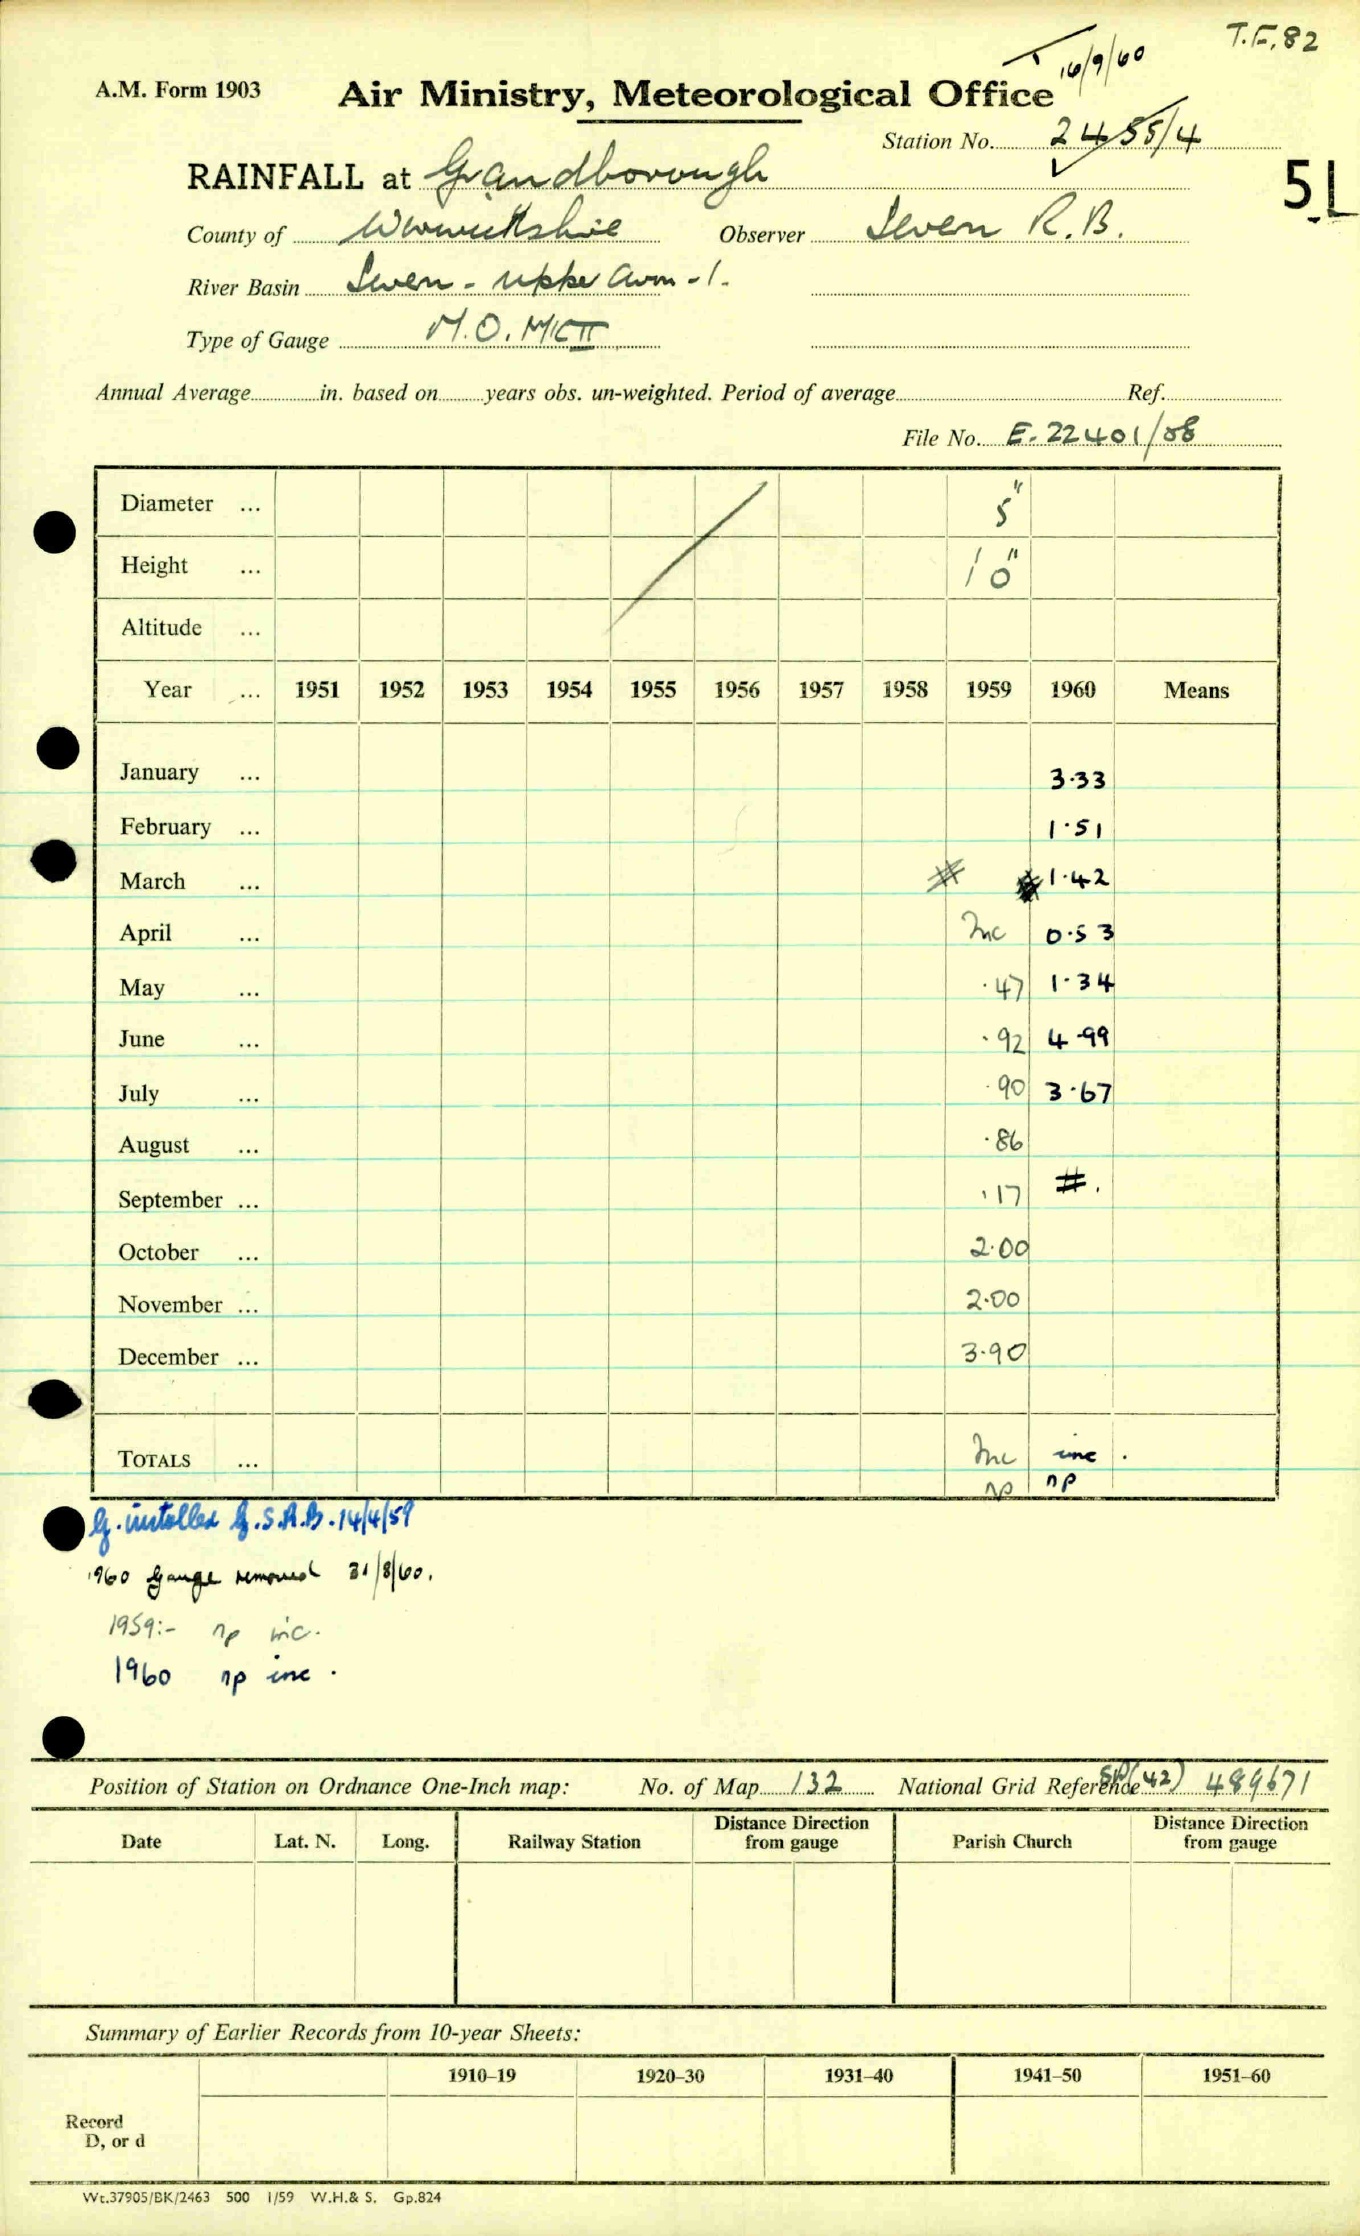 T.F. 82
16/9/60
A.M. Form 1903 Air Ministry, Meteorological Office
Station No. 2455/4
RAINFALL at Grandborough
5L
County of Warwickshire Observer Severn R.B.
River Basin Severn - upper Avon - 1.
Type of Gauge M.O. MKII
Annual Average in. based on years obs. un-weighted. Period of average Ref.
File No. E.22401/58
Diameter ... 5"
Height ... 1' 0"
Altitude ...
Year ... 1951 1952 1953 1954 1955 1956 1957 1958 1959 1960 Means
January ... 3.33
February ... 1.51
March ... # # 1.42
April ... Inc 0.53
May ... .47 1.34
June ... .92 4.99
July ... .90 3.67
August ... .86
September ... .17 #.
October ... 2.00
November ... 2.00
December ... 3.90
TOTALS ... Inc inc .
np np
G. installed G.S.R.B. 14/4/59
1960 Gauge removed 31/8/60.
1959:- np inc.
1960 np inc .
Position of Station on Ordnance One-Inch map: No. of Map 132 National Grid Reference SP(42) 489671
Date Lat. N. Long. Railway Station Distance Direction from gauge Parish Church Distance Direction from gauge
Summary of Earlier Records from 10-year Sheets:
1910–19 1920–30 1931–40 1941–50 1951–60
Record
D, or d
Wt.37905/BK/2463 500 1/59 W.H.& S. Gp.824